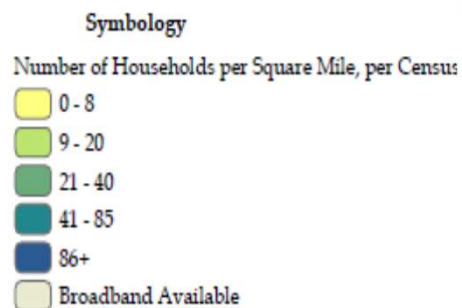 Symbology
Number of Households per Square Mile, per Census
0 - 8
9 - 20
21 - 40
41 - 85
86+
Broadband Available